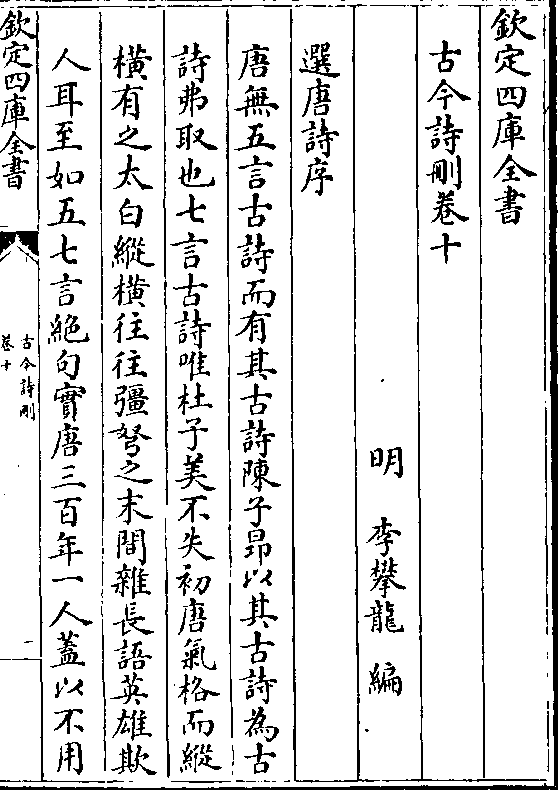 欽定四庫全書
古今詩刪卷十
明 李攀龍 編
選唐詩序
唐無五言古詩而有其古詩陳子昻以其古詩為古
詩弗取也七言古詩唯杜子美不失初唐氣格而縱
橫有之太白縱橫往往彊弩之末間雜長語英雄欺
人耳至如五七言絶句實唐三百年一人蓋以不用
欽定四庫全書
古今詩刪
卷十
一